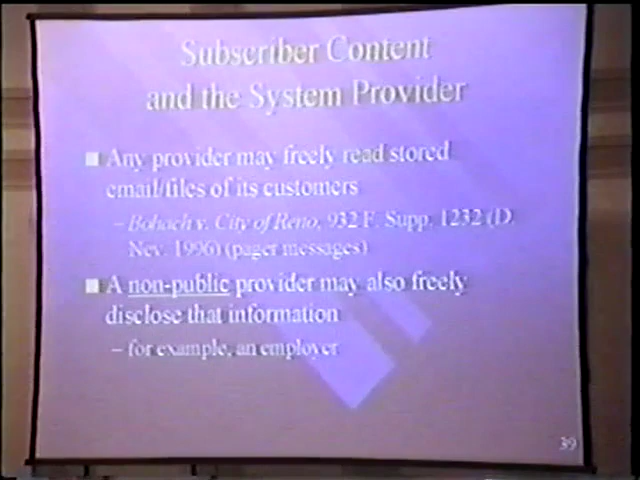 Subscriber Content
and the System Provider
■ Any provider may freely read stored
email/files of its customers
– Bohach v. City of Reno, 932 F. Supp. 1232 (D.
Nev. 1996) (pager messages)
■ A non-public provider may also freely
disclose that information
– for example, an employer
39